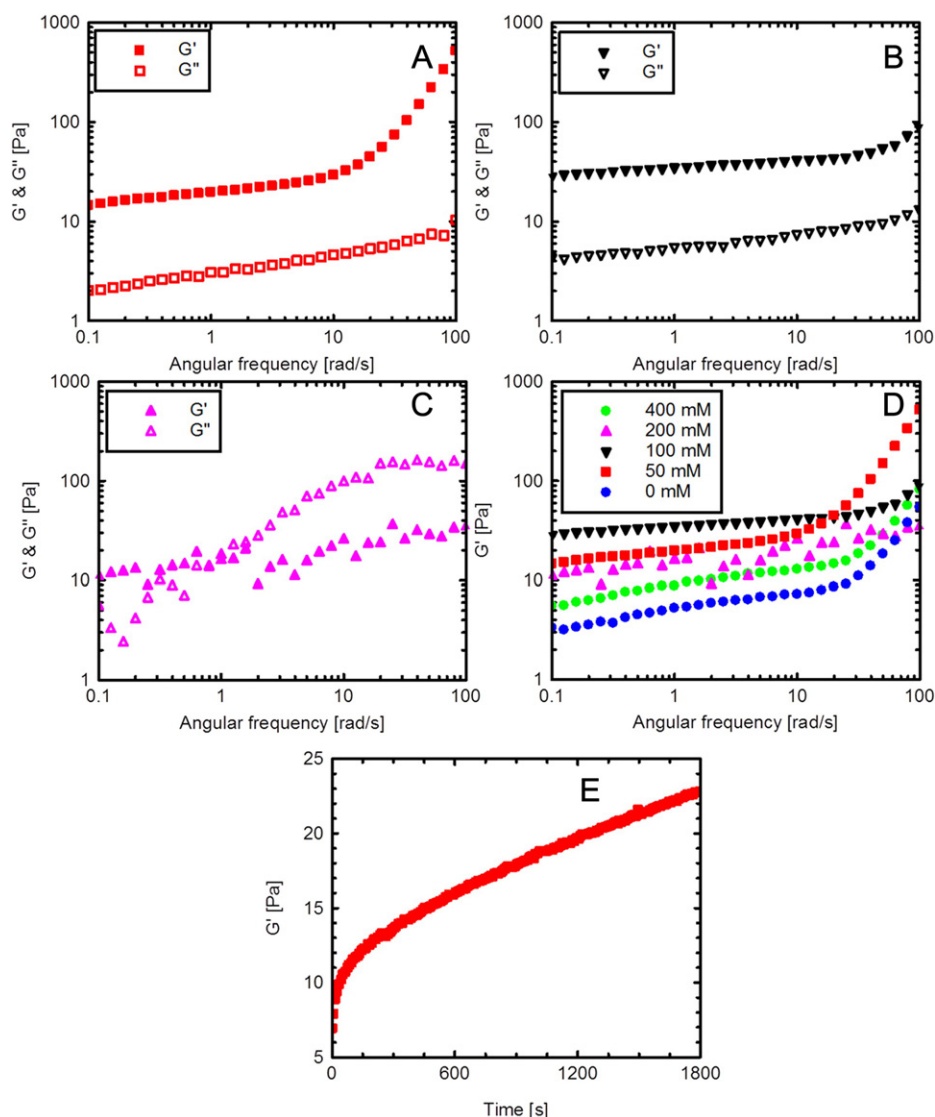 1000
100
10
1
G' & G" [Pa]
G'
G"
A
0.1
1
10
100
Angular frequency [rad/s]
1000
100
10
1
G' & G" [Pa]
G'
G"
B
0.1
1
10
100
Angular frequency [rad/s]
1000
100
10
1
G' & G" [Pa]
G'
G"
C
0.1
1
10
100
Angular frequency [rad/s]
1000
100
10
1
G' [Pa]
400 mM
200 mM
100 mM
50 mM
0 mM
D
0.1
1
10
100
Angular frequency [rad/s]
25
20
15
10
5
G' [Pa]
E
0
600
1200
1800
Time [s]